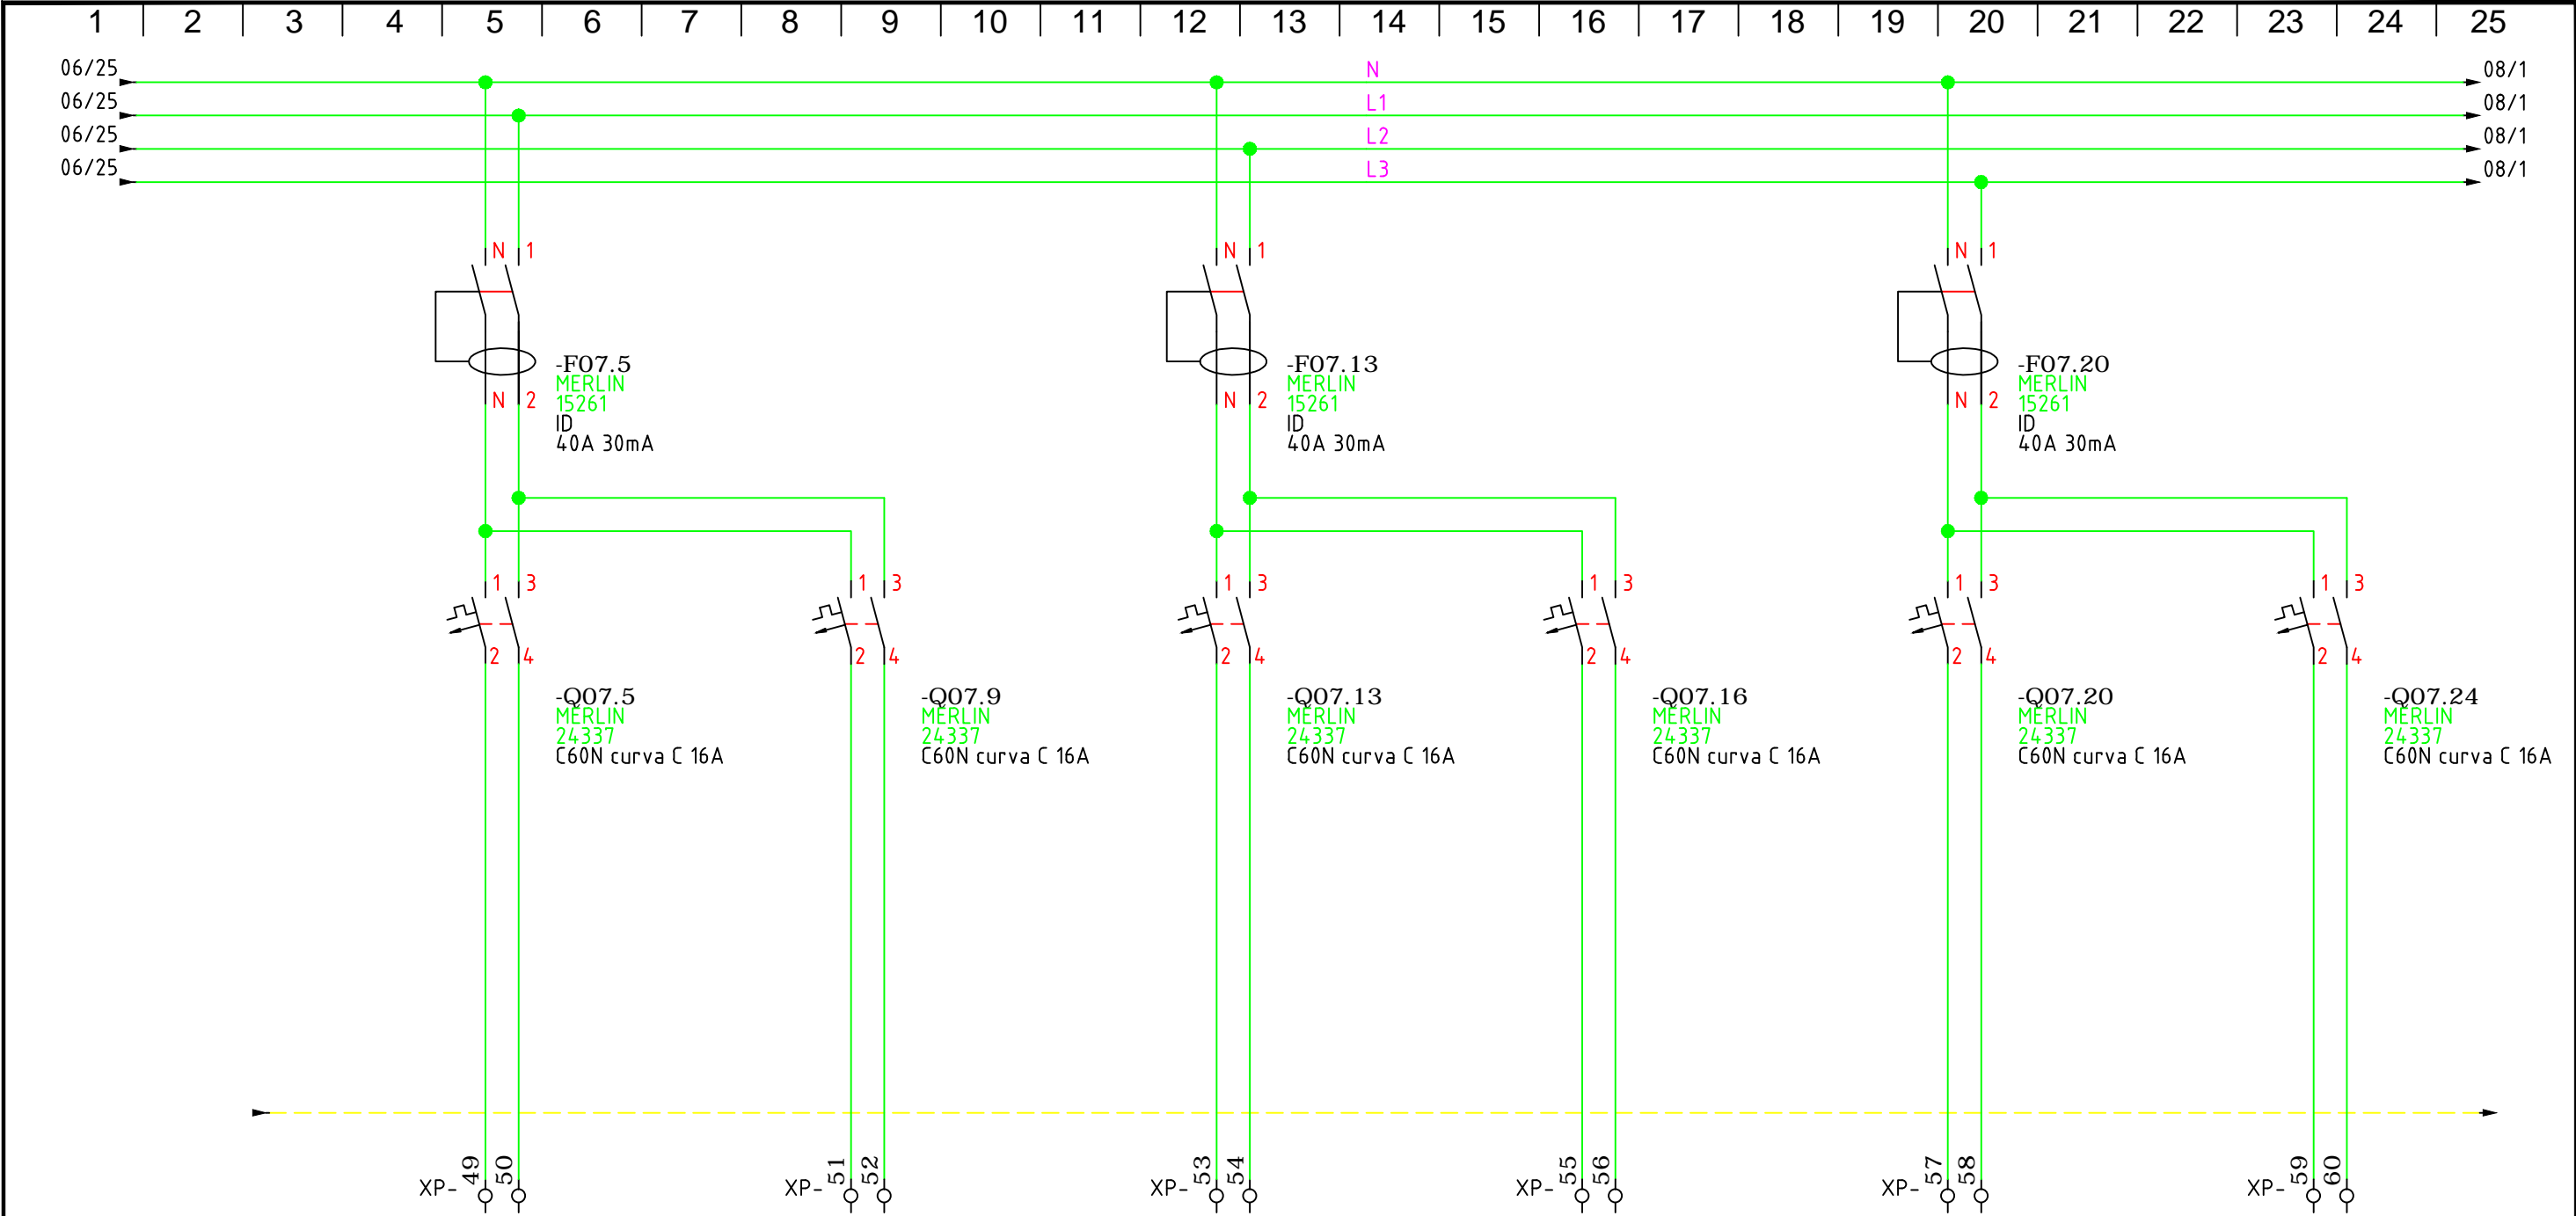 1 2 3 4 5 6 7 8 9 10 11 12 13 14 15 16 17 18 19 20 21 22 23 24 25
06/25 N 08/1
06/25 L1 08/1
06/25 L2 08/1
06/25 L3 08/1
N 1 N 1 N 1
-F07.5 -F07.13 -F07.20
MERLIN MERLIN MERLIN
N 2 15261 N 2 15261 N 2 15261
ID ID ID
40A 30mA 40A 30mA 40A 30mA
1 3 1 3 1 3 1 3 1 3 1 3
2 4 2 4 2 4 2 4 2 4 2 4
-Q07.5 -Q07.9 -Q07.13 -Q07.16 -Q07.20 -Q07.24
MERLIN MERLIN MERLIN MERLIN MERLIN MERLIN
24337 24337 24337 24337 24337 24337
C60N curva C 16A C60N curva C 16A C60N curva C 16A C60N curva C 16A C60N curva C 16A C60N curva C 16A
XP- 49 50 XP- 51 52 XP- 53 54 XP- 55 56 XP- 57 58 XP- 59 60